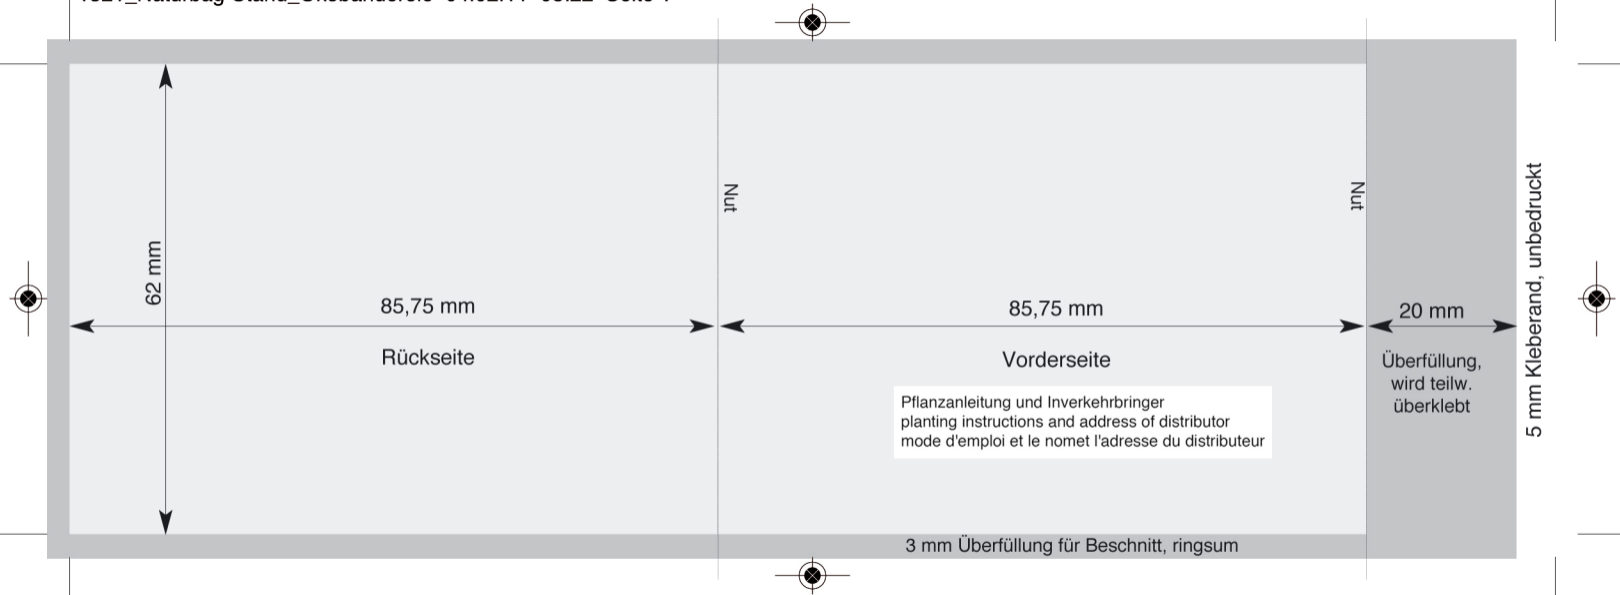 62 mm
85,75 mm
Rückseite
Nut
85,75 mm
Vorderseite
Pflanzanleitung und Inverkehrbringer
planting instructions and address of distributor
mode d'emploi et le nomet l'adresse du distributeur
Nut
20 mm
Überfüllung,
wird teilw.
überklebt
5 mm Kleberand, unbedruckt
3 mm Überfüllung für Beschnitt, ringsum